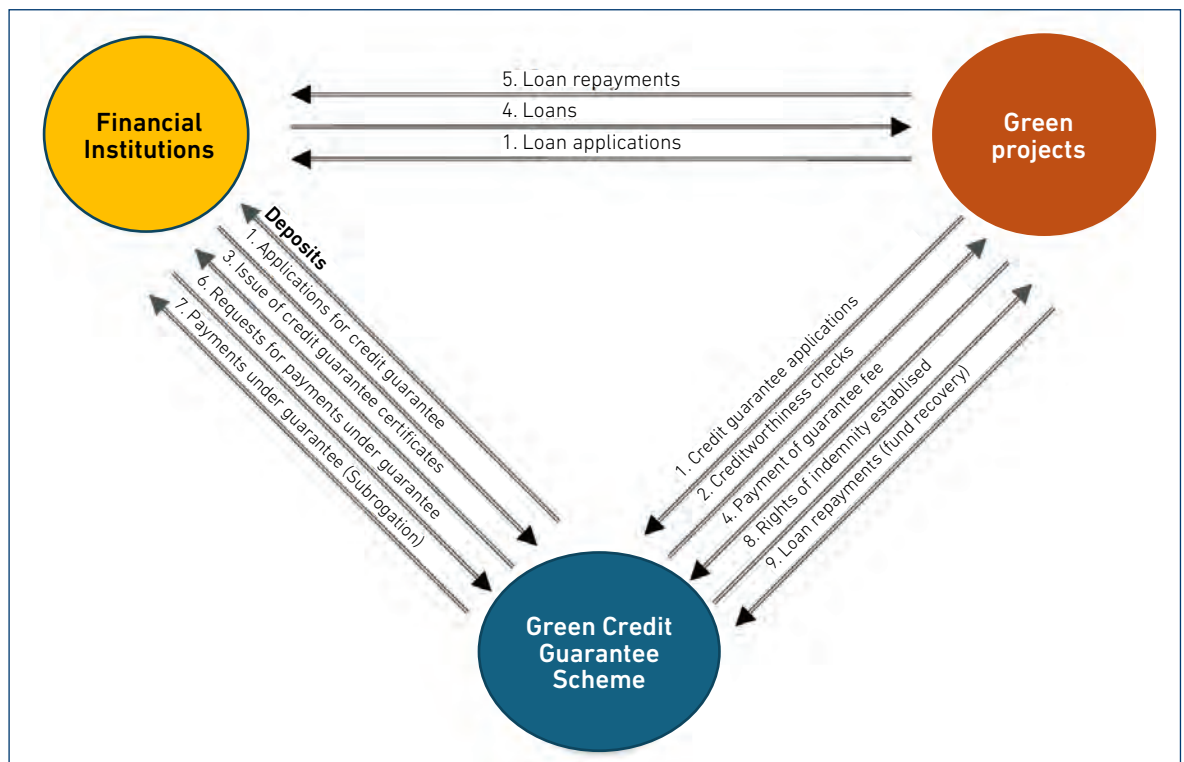 5. Loan repayments
4. Loans
1. Loan applications
Financial
Institutions
Green
projects
Deposits
1. Applications for credit guarantee
3. Issue of credit guarantee certificates
6. Requests for payments under guarantee
7. Payments under guarantee (Subrogation)
1. Credit guarantee applications
2. Creditworthiness checks
4. Payment of guarantee fee
8. Rights of indemnity establised
9. Loan repayments (fund recovery)
Green Credit
Guarantee
Scheme